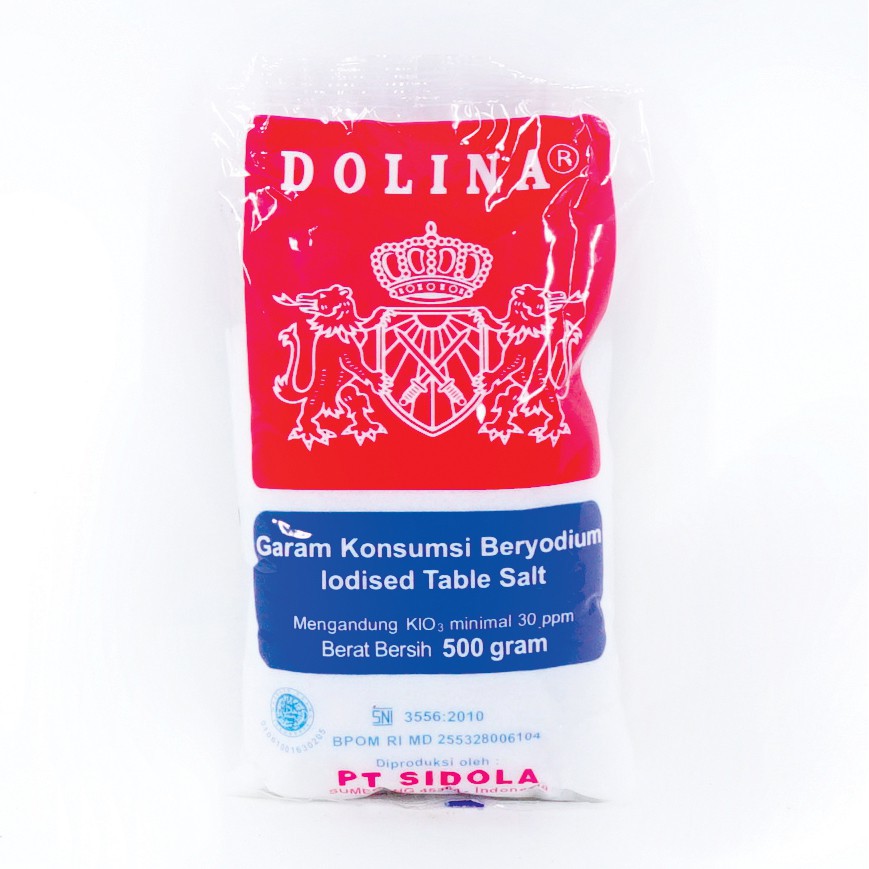 DOLINA®
Garam Konsumsi Beryodium
Iodised Table Salt
Mengandung KIO₃ minimal 30 ppm
Berat Bersih 500 gram
SNI 3556:2010
BPOM RI MD 255328006104
Diproduksi oleh :
PT SIDOLA
Indonesia